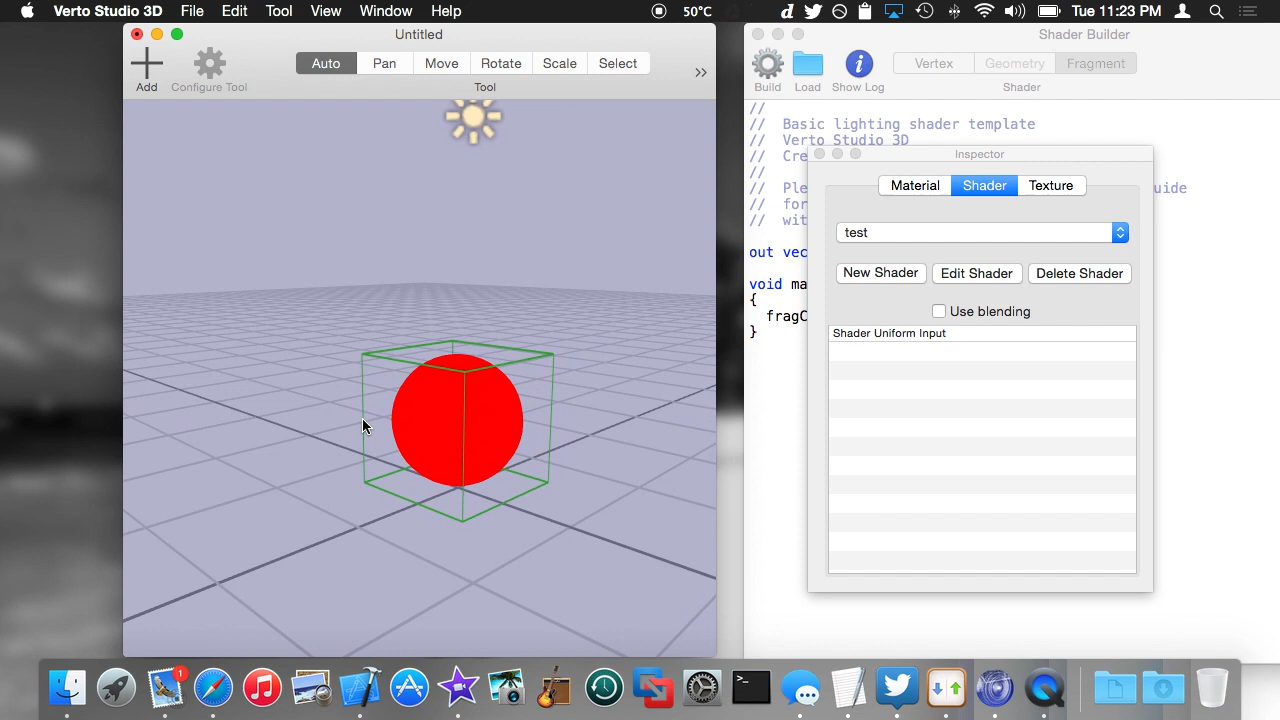 Verto Studio 3D File Edit Tool View Window Help 50°C Tue 11:23 PM
Untitled
Add
Configure Tool
Auto Pan Move Rotate Scale Select
Tool
Shader Builder
Build
Load
Show Log
Vertex Geometry Fragment
Shader
//
// Basic lighting shader template
// Verto Studio 3D
// Cre
//
// Ple uide
// for
// wit
out vec
void ma
{
fragC
}
Inspector
Material Shader Texture
test
New Shader Edit Shader Delete Shader
Use blending
Shader Uniform Input
1